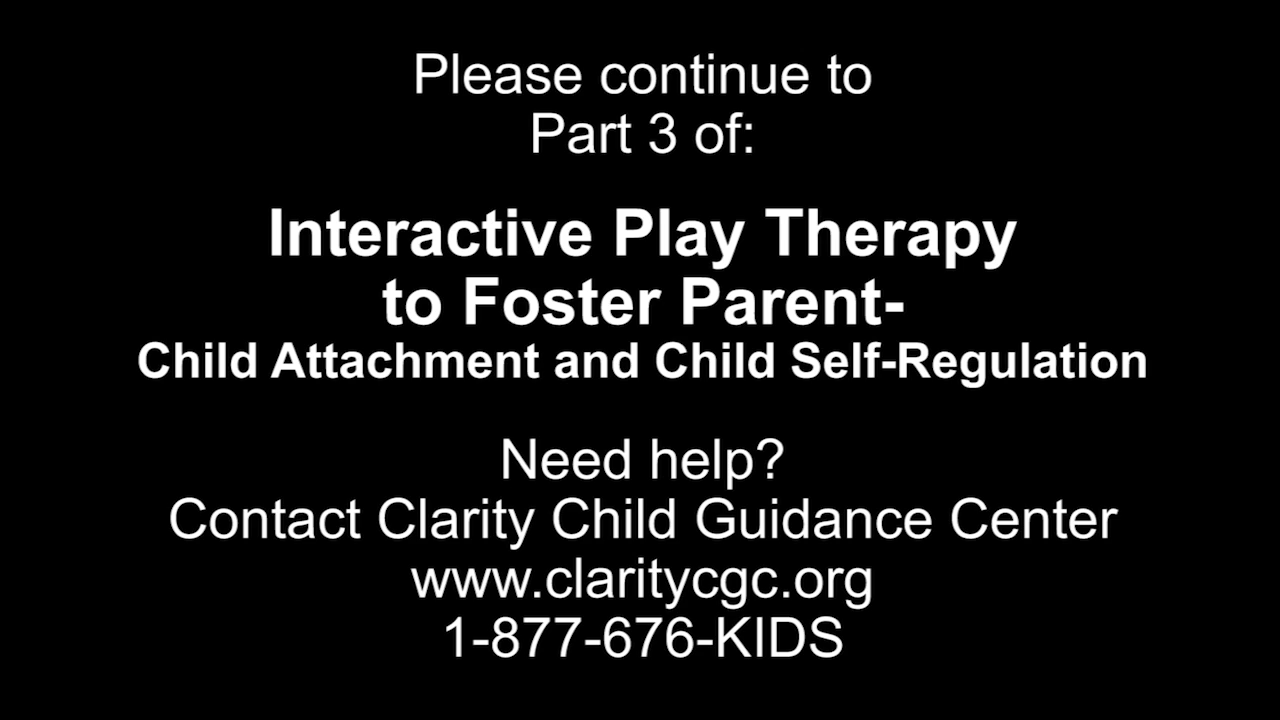 Please continue to
Part 3 of:
Interactive Play Therapy
to Foster Parent-
Child Attachment and Child Self-Regulation
Need help?
Contact Clarity Child Guidance Center
www.claritycgc.org
1-877-676-KIDS